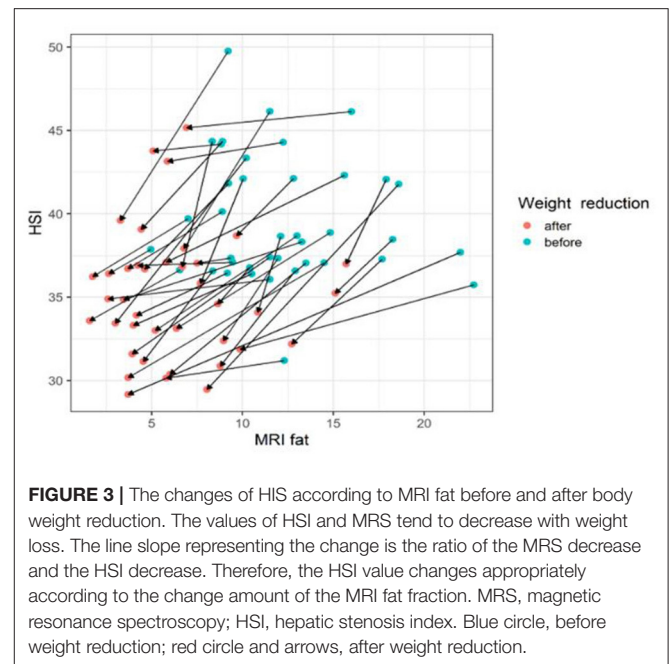 50
45
40
35
30
HSI
5
10
15
20
MRI fat
Weight reduction
after
before
FIGURE 3 | The changes of HIS according to MRI fat before and after body
weight reduction. The values of HSI and MRS tend to decrease with weight
loss. The line slope representing the change is the ratio of the MRS decrease
and the HSI decrease. Therefore, the HSI value changes appropriately
according to the change amount of the MRI fat fraction. MRS, magnetic
resonance spectroscopy; HSI, hepatic stenosis index. Blue circle, before
weight reduction; red circle and arrows, after weight reduction.